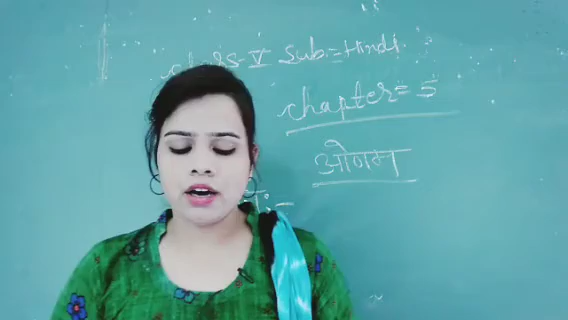 class-V Sub=Hindi
chapter= 5
ओणम
:-